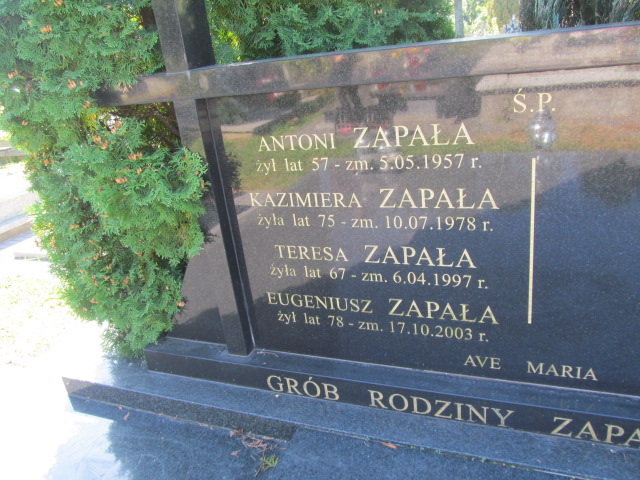 Ś.P.
ANTONI ZAPAŁA
żył lat 57 - zm. 5.05.1957 r.
KAZIMIERA ZAPAŁA
żyła lat 75 - zm. 10.07.1978 r.
TERESA ZAPAŁA
żyła lat 67 - zm. 6.04.1997 r.
EUGENIUSZ ZAPAŁA
żył lat 78 - zm. 17.10.2003 r.
AVE MARIA
GRÓB RODZINY ZAPA